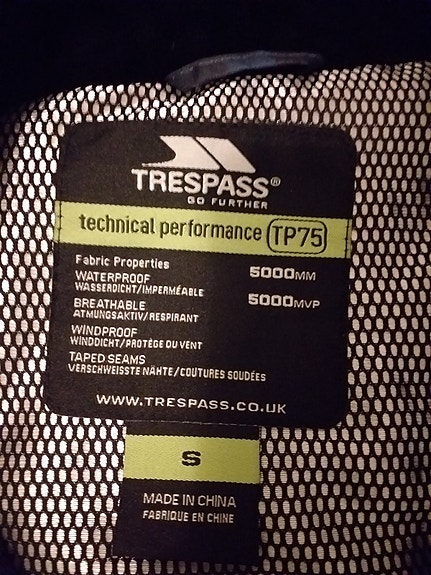 TRESPASS®
GO FURTHER
technical performance TP75
Fabric Properties
WATERPROOF 5000MM
WASSERDICHT/IMPERMÉABLE
BREATHABLE 5000MVP
ATMUNGSAKTIV/RESPIRANT
WINDPROOF
WINDDICHT/PROTÈGE DU VENT
TAPED SEAMS
VERSCHWEISSTE NÄHTE/COUTURES SOUDÉES
WWW.TRESPASS.CO.UK
S
MADE IN CHINA
FABRIQUE EN CHINE